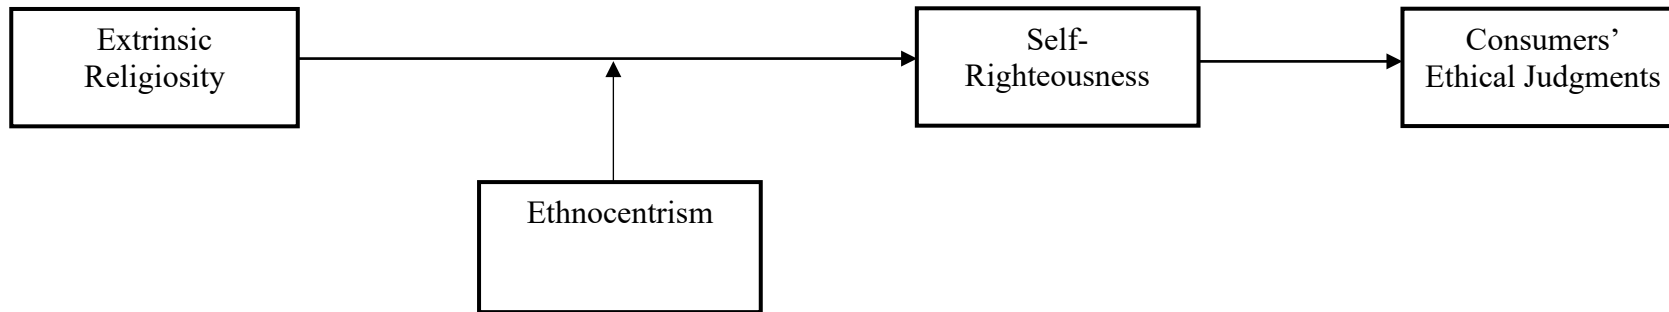 Extrinsic
Religiosity
Self-
Righteousness
Consumers’
Ethical Judgments
Ethnocentrism